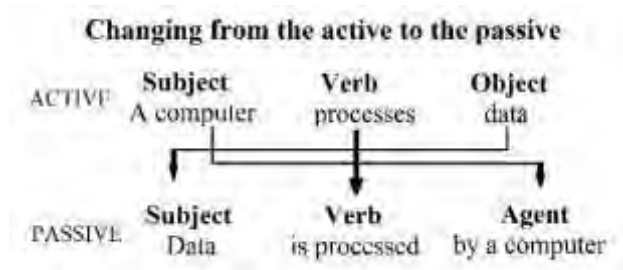 Changing from the active to the passive
Subject Verb Object
ACTIVE A computer processes data
Subject Verb Agent
PASSIVE Data is processed by a computer